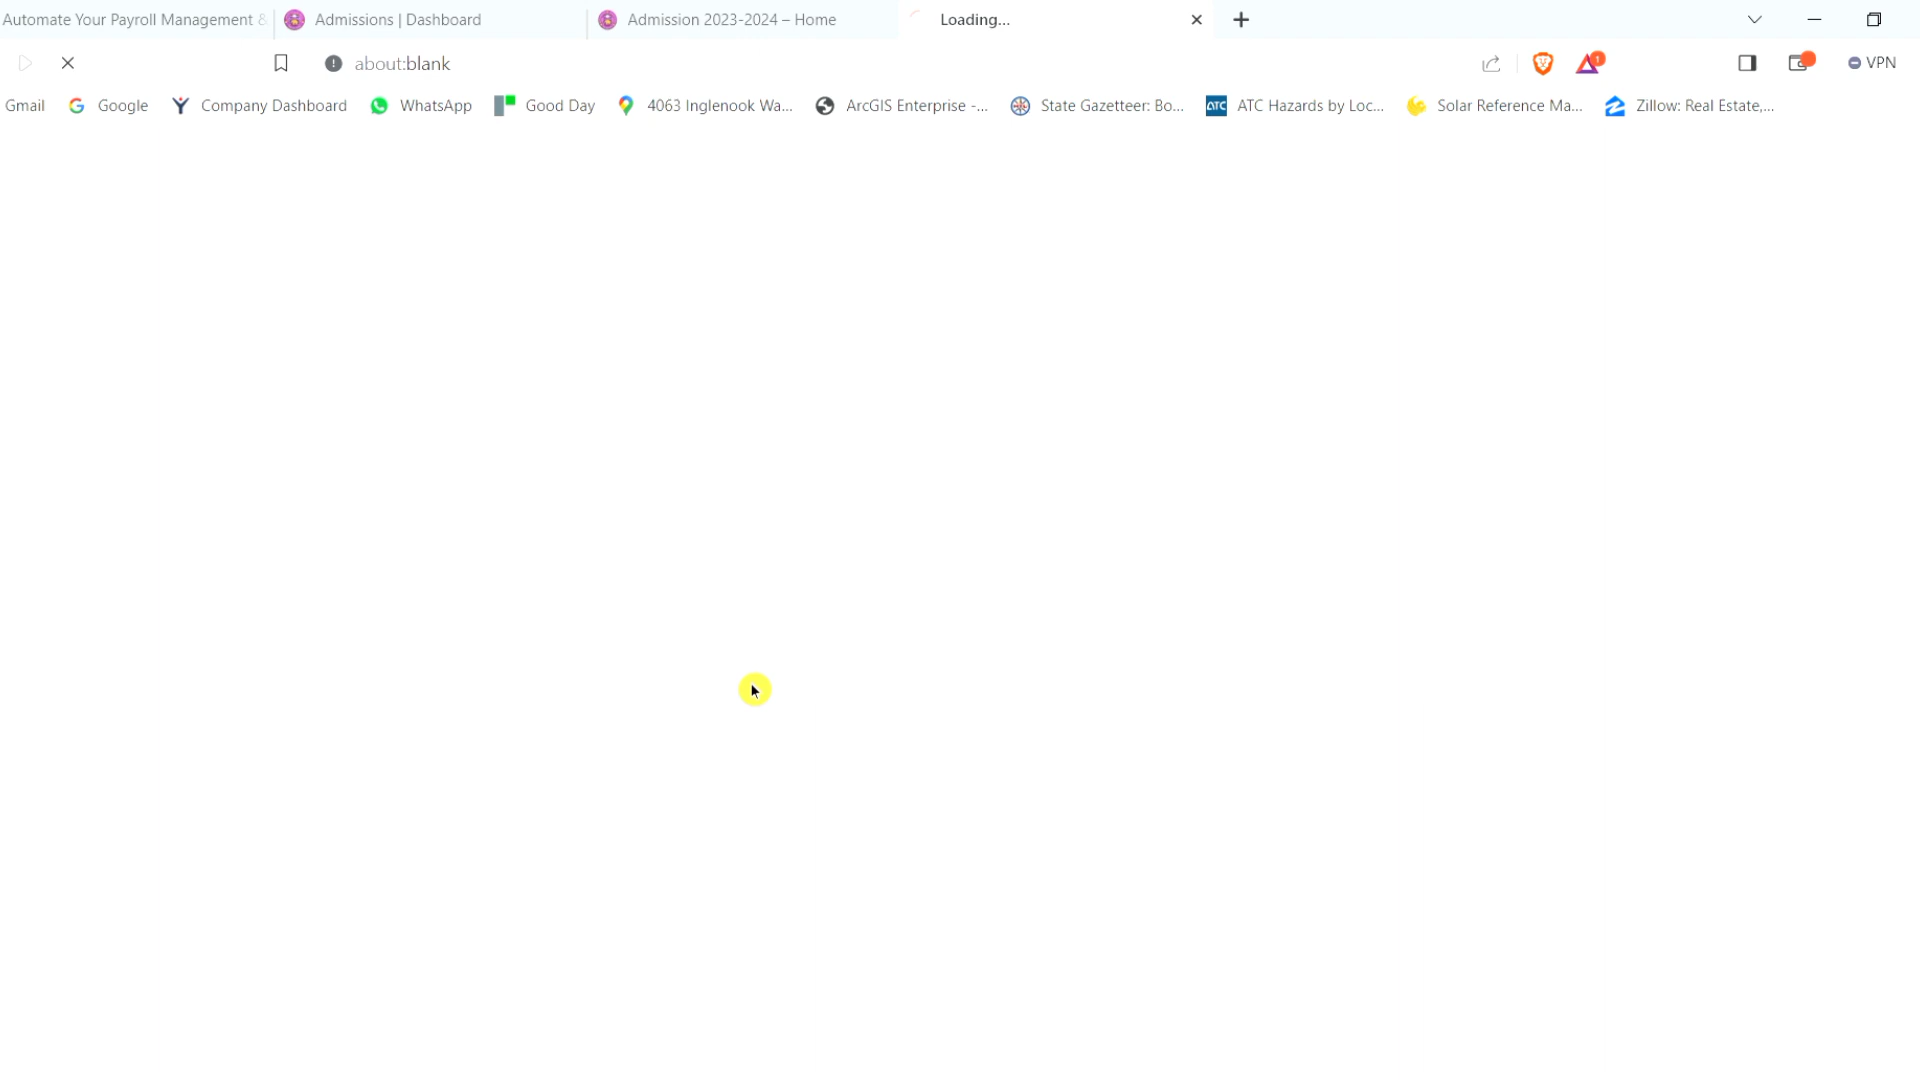 Automate Your Payroll Management &
Admissions | Dashboard
Admission 2023-2024 – Home
Loading...
about:blank
1
VPN
Gmail
Google
Company Dashboard
WhatsApp
Good Day
4063 Inglenook Wa...
ArcGIS Enterprise -...
State Gazetteer: Bo...
ATC
ATC Hazards by Loc...
Solar Reference Ma...
Zillow: Real Estate,...